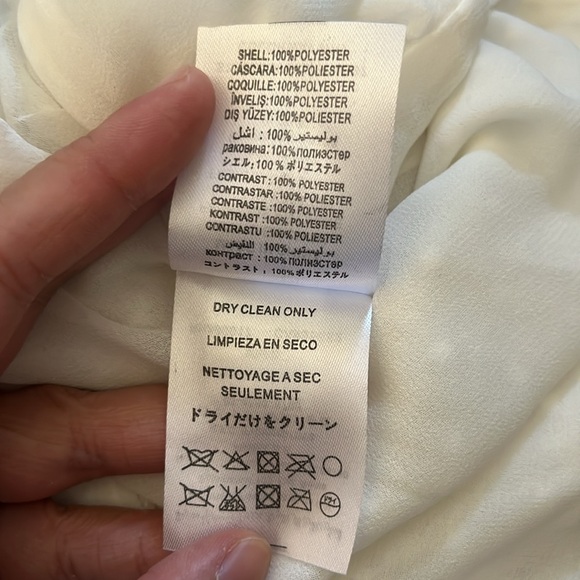 SHELL:100%POLYESTER
CÁSCARA:100%POLIESTER
COQUILLE:100%POLYESTER
ÎNVELIŞ:100%POLYESTER
DIŞ YÜZEY:100%POLIESTER
بوليستير 100% : اشل
раковина:100%полиэстер
シエル:100%ポリエステル
CONTRAST:100% POLYESTER
CONTRASTAR:100% POLIESTER
CONTRASTE:100% POLYESTER
KONTRAST:100%POLYESTER
CONTRASTU:100%POLIESTER
بوليستير 100% النقيض
контраст:100%полиэстер
コントラスト,100%ポリエステル
DRY CLEAN ONLY
LIMPIEZA EN SECO
NETTOYAGE A SEC
SEULEMENT
ドライだけをクリーン